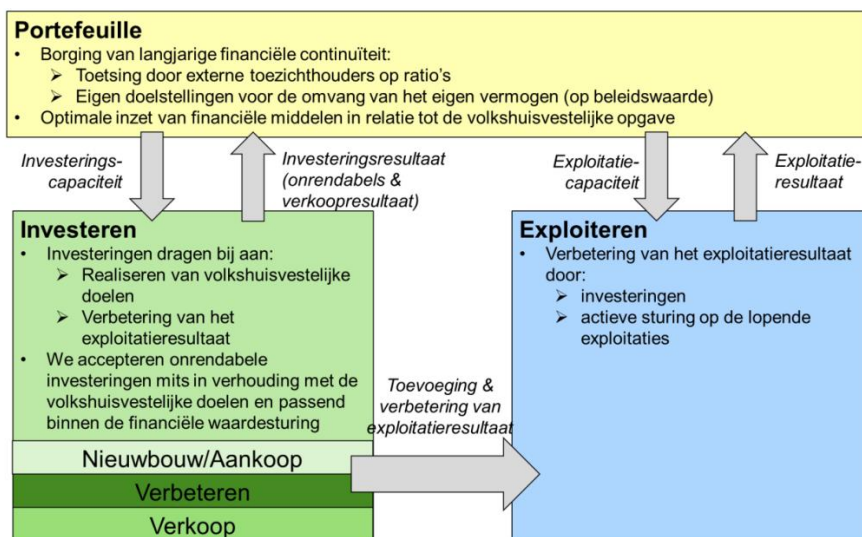 Portefeuille
• Borging van langjarige financiële continuïteit:
➢ Toetsing door externe toezichthouders op ratio's
➢ Eigen doelstellingen voor de omvang van het eigen vermogen (op beleidswaarde)
• Optimale inzet van financiële middelen in relatie tot de volkshuisvestelijke opgave
Investerings-
capaciteit
Investeringsresultaat
(onrendabels &
verkoopresultaat)
Exploitatie-
capaciteit
Exploitatie-
resultaat
Investeren
• Investeringen dragen bij aan:
➢ Realiseren van volkshuisvestelijke
doelen
➢ Verbetering van het
exploitatieresultaat
• We accepteren onrendabele
investeringen mits in verhouding met de
volkshuisvestelijke doelen en passend
binnen de financiële waardesturing
Nieuwbouw/Aankoop
Verbeteren
Verkoop
Toevoeging &
verbetering van
exploitatieresultaat
Exploiteren
• Verbetering van het exploitatieresultaat
door:
➢ investeringen
➢ actieve sturing op de lopende
exploitaties